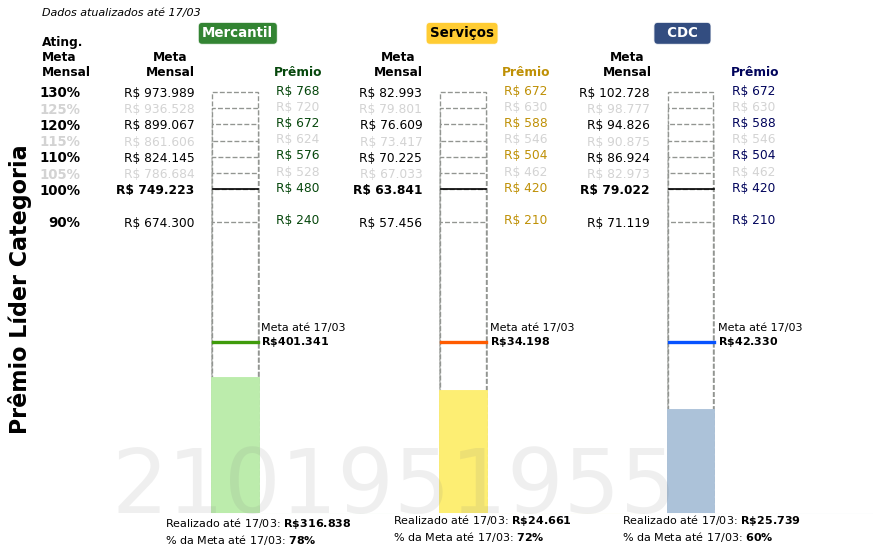 Dados atualizados até 17/03
Mercantil Serviços CDC
Ating. Meta Mensal Meta Mensal Prêmio Meta Mensal Prêmio Meta Mensal Prêmio
130% R$ 973.989 R$ 768 R$ 82.993 R$ 672 R$ 102.728 R$ 672
125% R$ 936.528 R$ 720 R$ 79.801 R$ 630 R$ 98.777 R$ 630
120% R$ 899.067 R$ 672 R$ 76.609 R$ 588 R$ 94.826 R$ 588
115% R$ 861.606 R$ 624 R$ 73.417 R$ 546 R$ 90.875 R$ 546
110% R$ 824.145 R$ 576 R$ 70.225 R$ 504 R$ 86.924 R$ 504
105% R$ 786.684 R$ 528 R$ 67.033 R$ 462 R$ 82.973 R$ 462
100% R$ 749.223 R$ 480 R$ 63.841 R$ 420 R$ 79.022 R$ 420
90% R$ 674.300 R$ 240 R$ 57.456 R$ 210 R$ 71.119 R$ 210
Prêmio Líder Categoria
Meta até 17/03 Meta até 17/03 Meta até 17/03
R$401.341 R$34.198 R$42.330
2101951955
Realizado até 17/03: R$316.838 Realizado até 17/03: R$24.661 Realizado até 17/03: R$25.739
% da Meta até 17/03: 78% % da Meta até 17/03: 72% % da Meta até 17/03: 60%